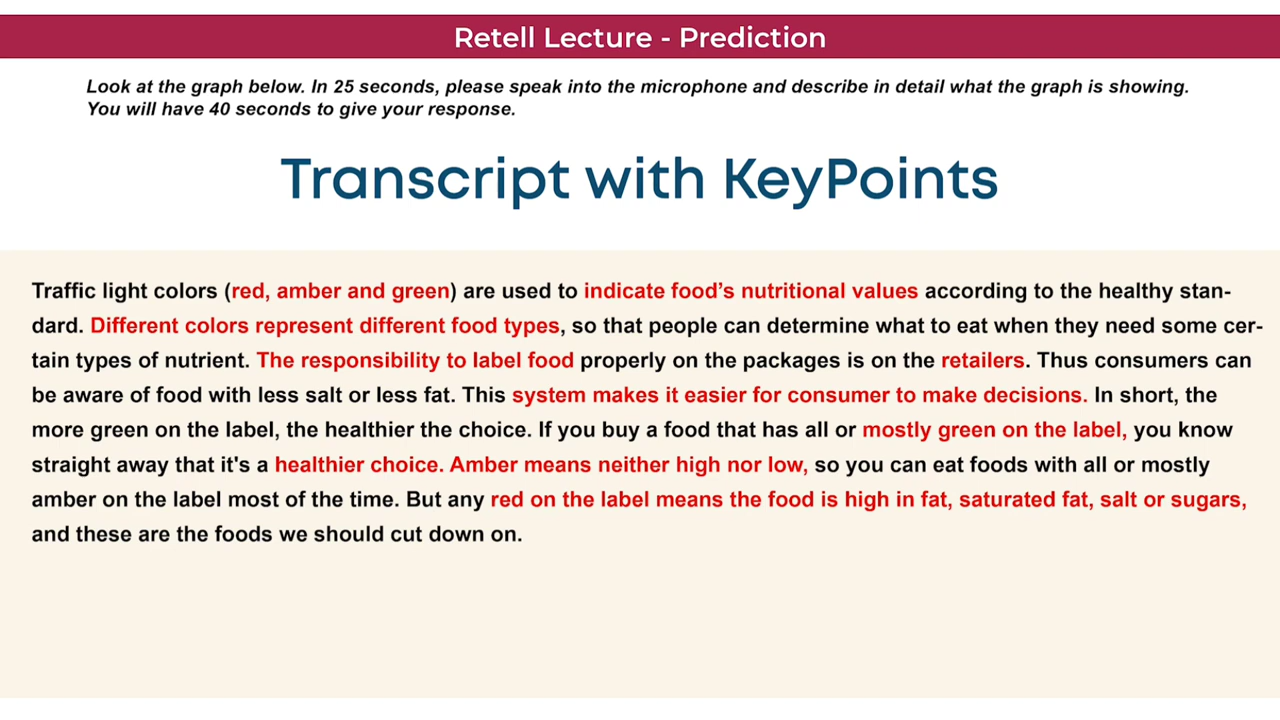 Retell Lecture - Prediction
Look at the graph below. In 25 seconds, please speak into the microphone and describe in detail what the graph is showing.
You will have 40 seconds to give your response.
Transcript with KeyPoints
Traffic light colors (red, amber and green) are used to indicate food’s nutritional values according to the healthy stan-
dard. Different colors represent different food types, so that people can determine what to eat when they need some cer-
tain types of nutrient. The responsibility to label food properly on the packages is on the retailers. Thus consumers can
be aware of food with less salt or less fat. This system makes it easier for consumer to make decisions. In short, the
more green on the label, the healthier the choice. If you buy a food that has all or mostly green on the label, you know
straight away that it's a healthier choice. Amber means neither high nor low, so you can eat foods with all or mostly
amber on the label most of the time. But any red on the label means the food is high in fat, saturated fat, salt or sugars,
and these are the foods we should cut down on.